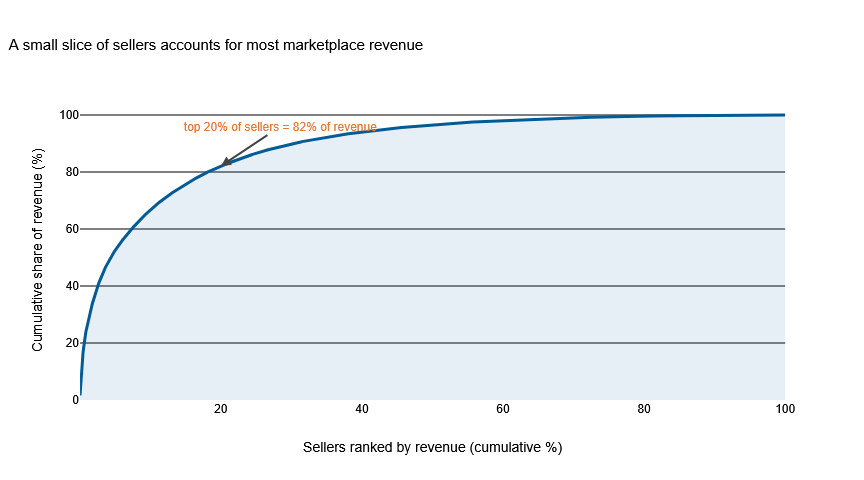 A small slice of sellers accounts for most marketplace revenue
top 20% of sellers = 82% of revenue
Cumulative share of revenue (%)
100
80
60
40
20
0
20
40
60
80
100
Sellers ranked by revenue (cumulative %)